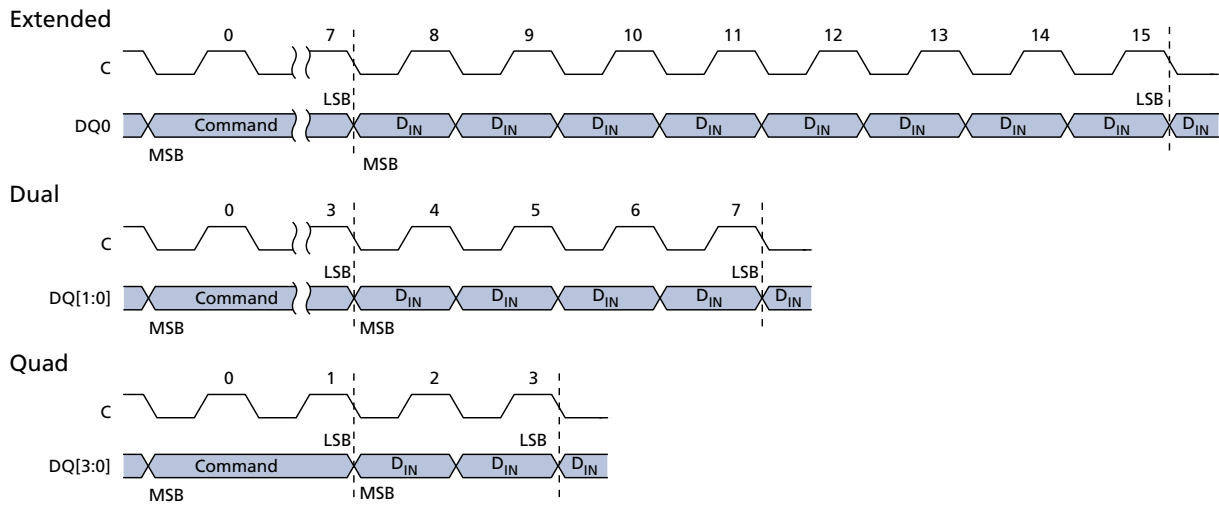 Extended
0 7 8 9 10 11 12 13 14 15
C
LSB LSB
DQ0 Command DIN DIN DIN DIN DIN DIN DIN DIN DIN
MSB MSB
Dual
0 3 4 5 6 7
C
LSB LSB
DQ[1:0] Command DIN DIN DIN DIN DIN
MSB MSB
Quad
0 1 2 3
C
LSB LSB
DQ[3:0] Command DIN DIN DIN
MSB MSB